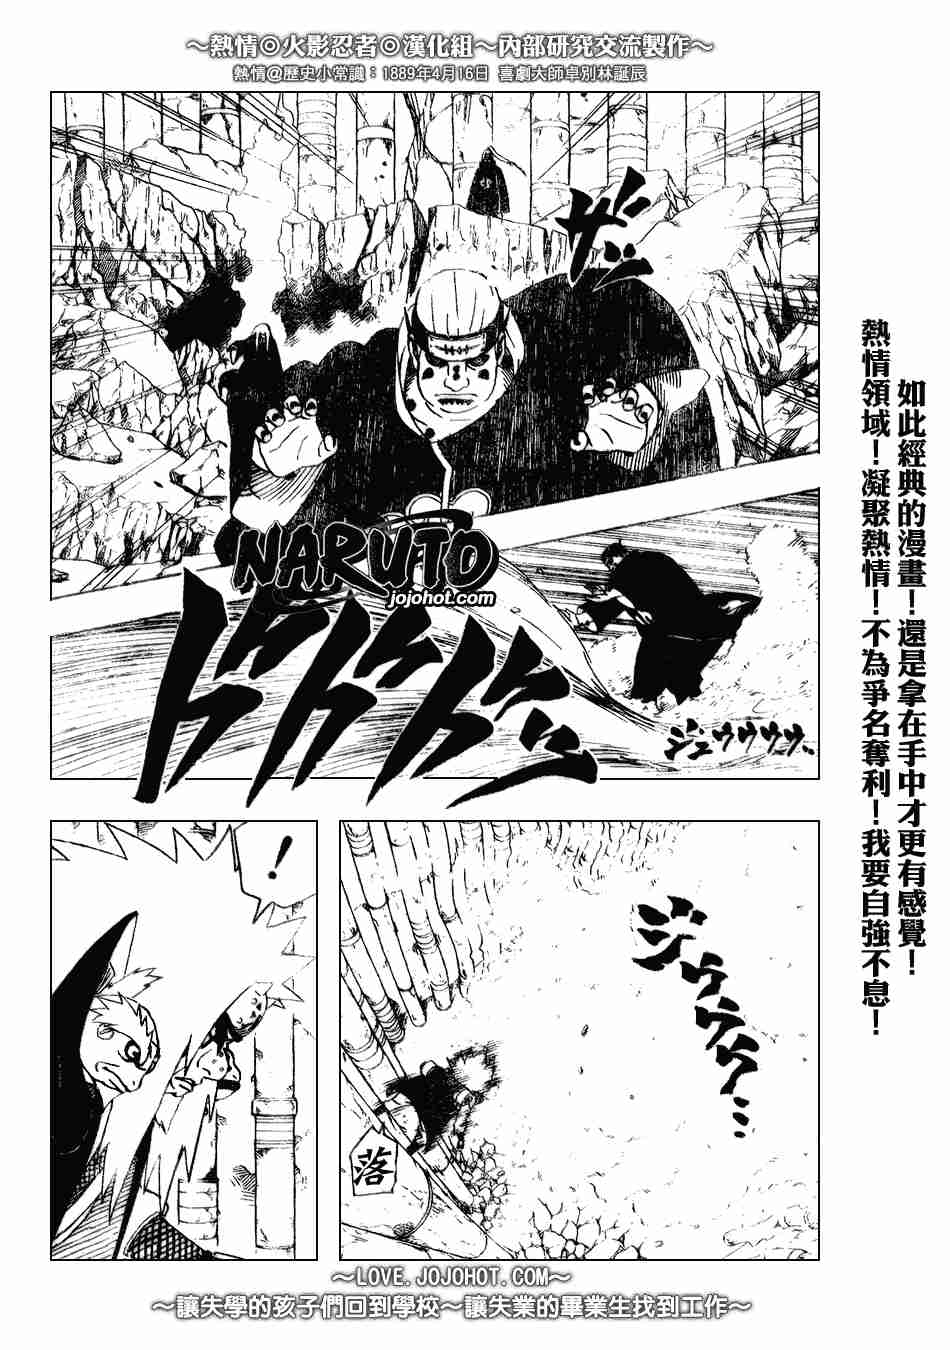 ～熱情◎火影忍者◎漢化組～內部研究交流製作～
熱情@歷史小常識：1889年4月16日 喜劇大師卓別林誕辰
ザッ
NARUTO
jojohot.com
ドドドド
ジュウウウウ、
如此經典的漫畫！還是拿在手中才更有感覺！
熱情領域！凝聚熱情！不為爭名奪利！我要自強不息！
ジウウウ…
落
！
～LOVE.JOJOHOT.COM～
～讓失學的孩子們回到學校～讓失業的畢業生找到工作～